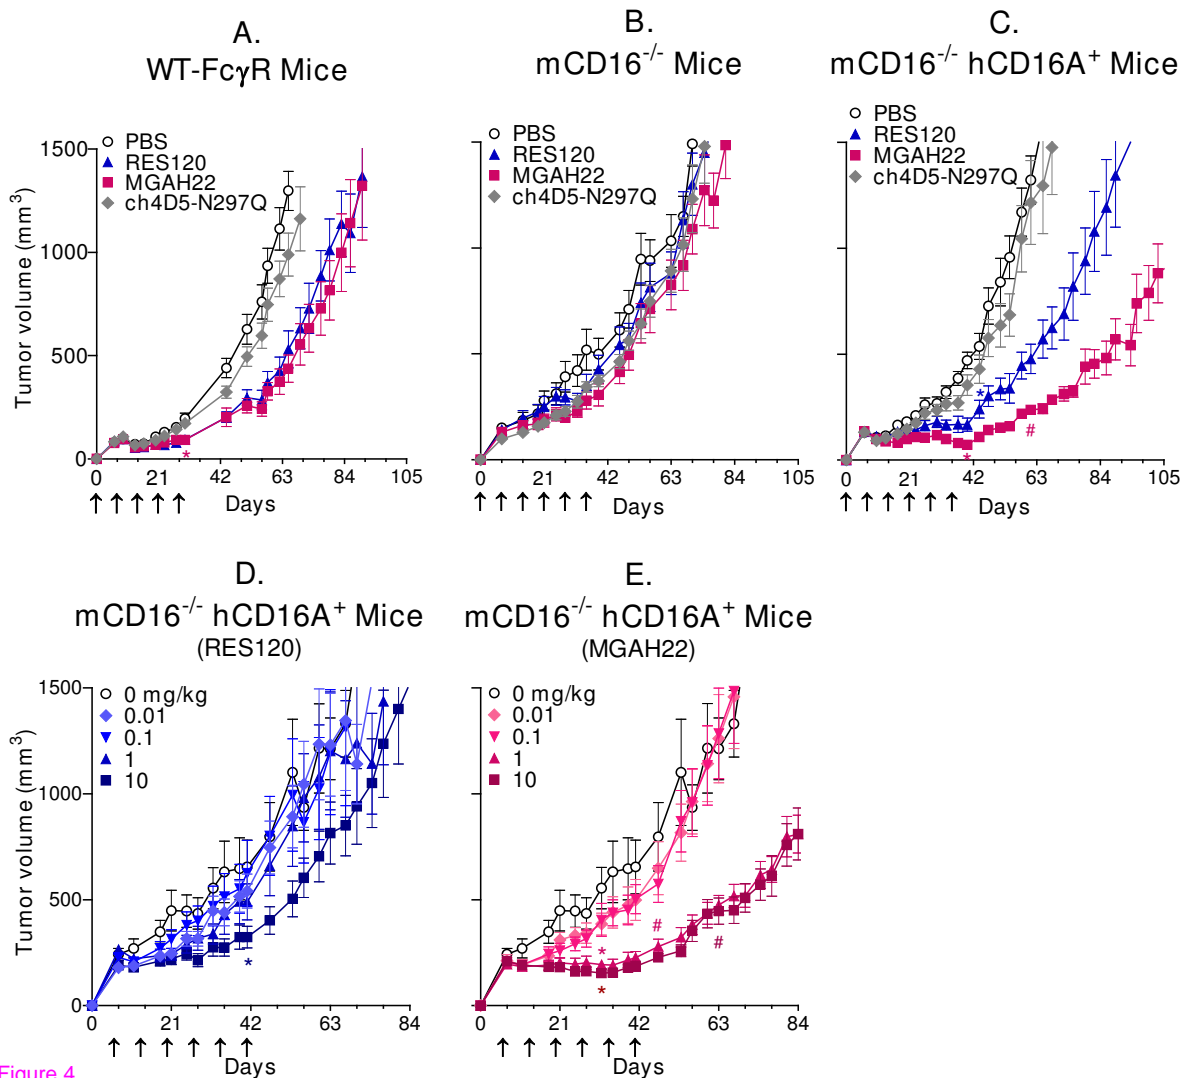 A.
WT-FcγR Mice
B.
mCD16-/- Mice
C.
mCD16-/- hCD16A+ Mice
PBS
RES120
MGAH22
ch4D5-N297Q
PBS
RES120
MGAH22
ch4D5-N297Q
PBS
RES120
MGAH22
ch4D5-N297Q
Tumor volume (mm3)
1500
1000
500
0
*
* 
* #
0 21 42 63 84 105
Days
0 21 42 63 84 105
Days
0 21 42 63 84 105
Days
D.
mCD16-/- hCD16A+ Mice
(RES120)
E.
mCD16-/- hCD16A+ Mice
(MGAH22)
0 mg/kg
0.01
0.1
1
10
0 mg/kg
0.01
0.1
1
10
Tumor volume (mm3)
1500
1000
500
0
*
# 
* #
*
0 21 42 63 84
Days
0 21 42 63 84
Days
Figure 4